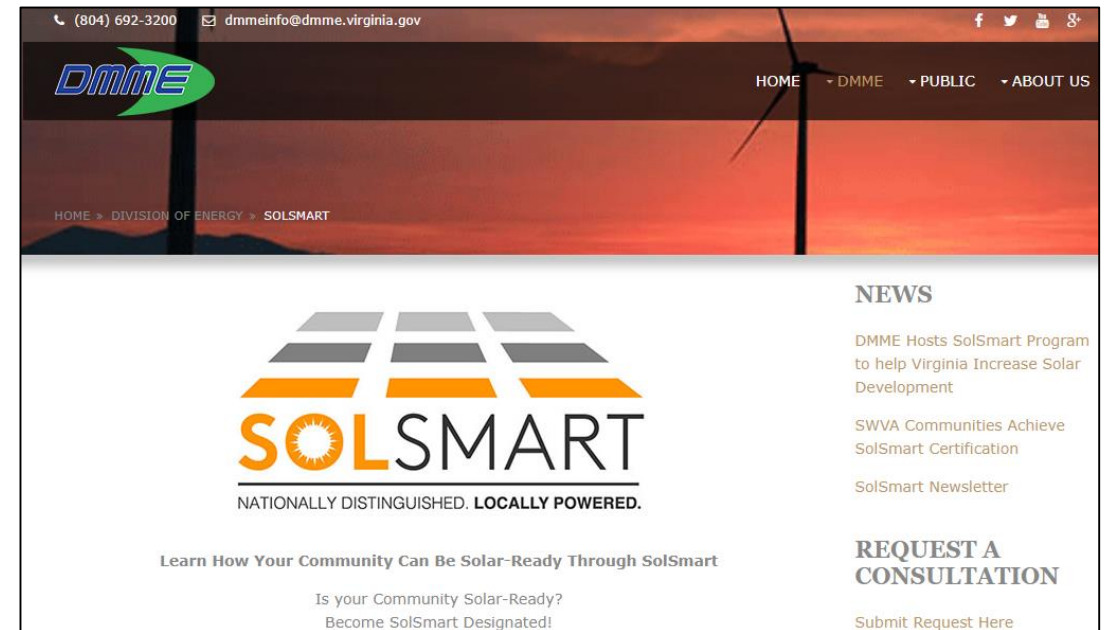 (804) 692-3200 dmmeinfo@dmme.virginia.gov
DMME
HOME DMME PUBLIC ABOUT US
HOME » DIVISION OF ENERGY » SOLSMART
SOLSMART
NATIONALLY DISTINGUISHED. LOCALLY POWERED.
Learn How Your Community Can Be Solar-Ready Through SolSmart
Is your Community Solar-Ready?
Become SolSmart Designated!
NEWS
DMME Hosts SolSmart Program
to help Virginia Increase Solar
Development
SWVA Communities Achieve
SolSmart Certification
SolSmart Newsletter
REQUEST A
CONSULTATION
Submit Request Here